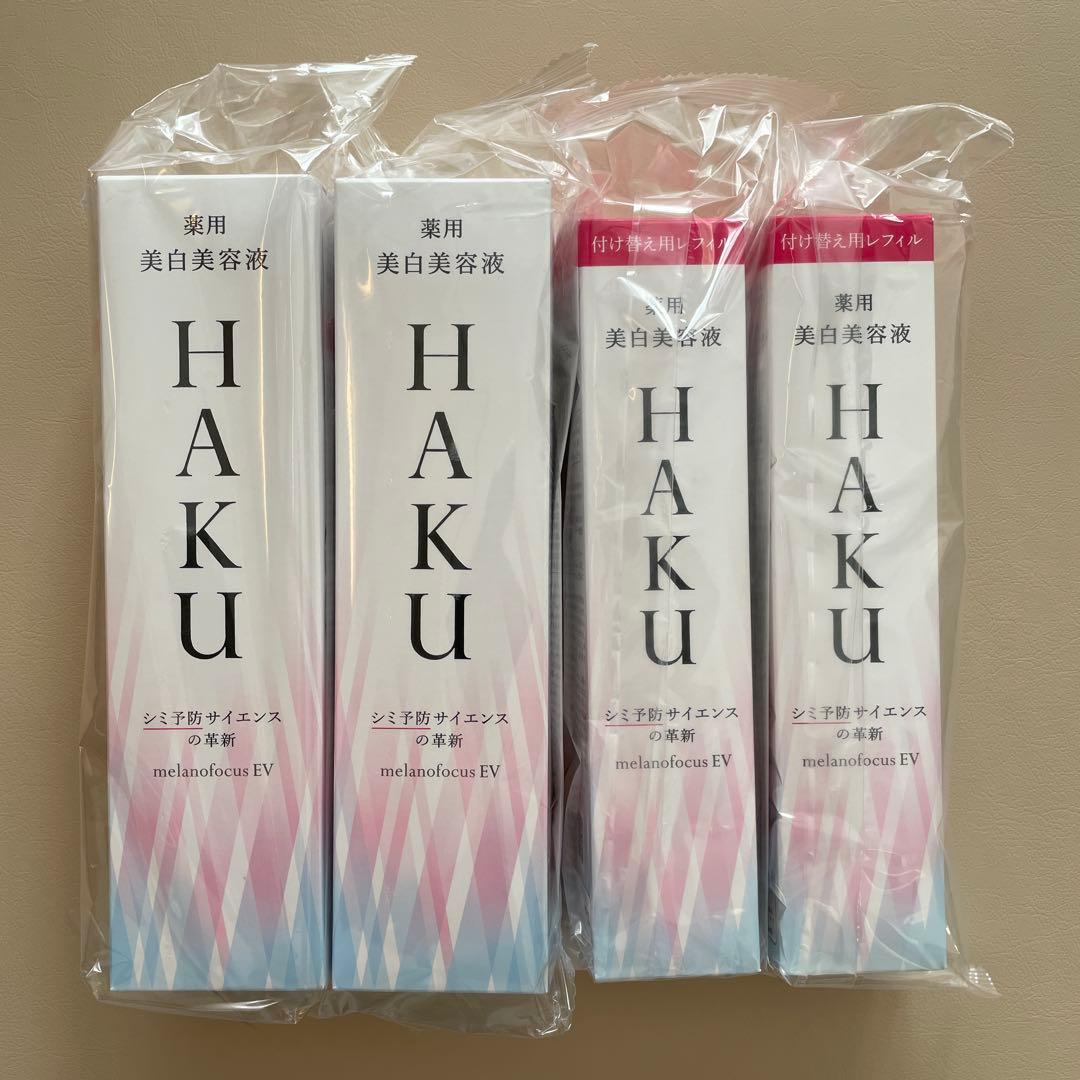 薬用
美白美容液
HAKU
シミ予防サイエンス
の革新
melanofocus EV
薬用
美白美容液
HAKU
シミ予防サイエンス
の革新
melanofocus EV
付け替え用レフィル
薬用
美白美容液
HAKU
シミ予防サイエンス
の革新
melanofocus EV
付け替え用レフィル
薬用
美白美容液
HAKU
シミ予防サイエンス
の革新
melanofocus EV